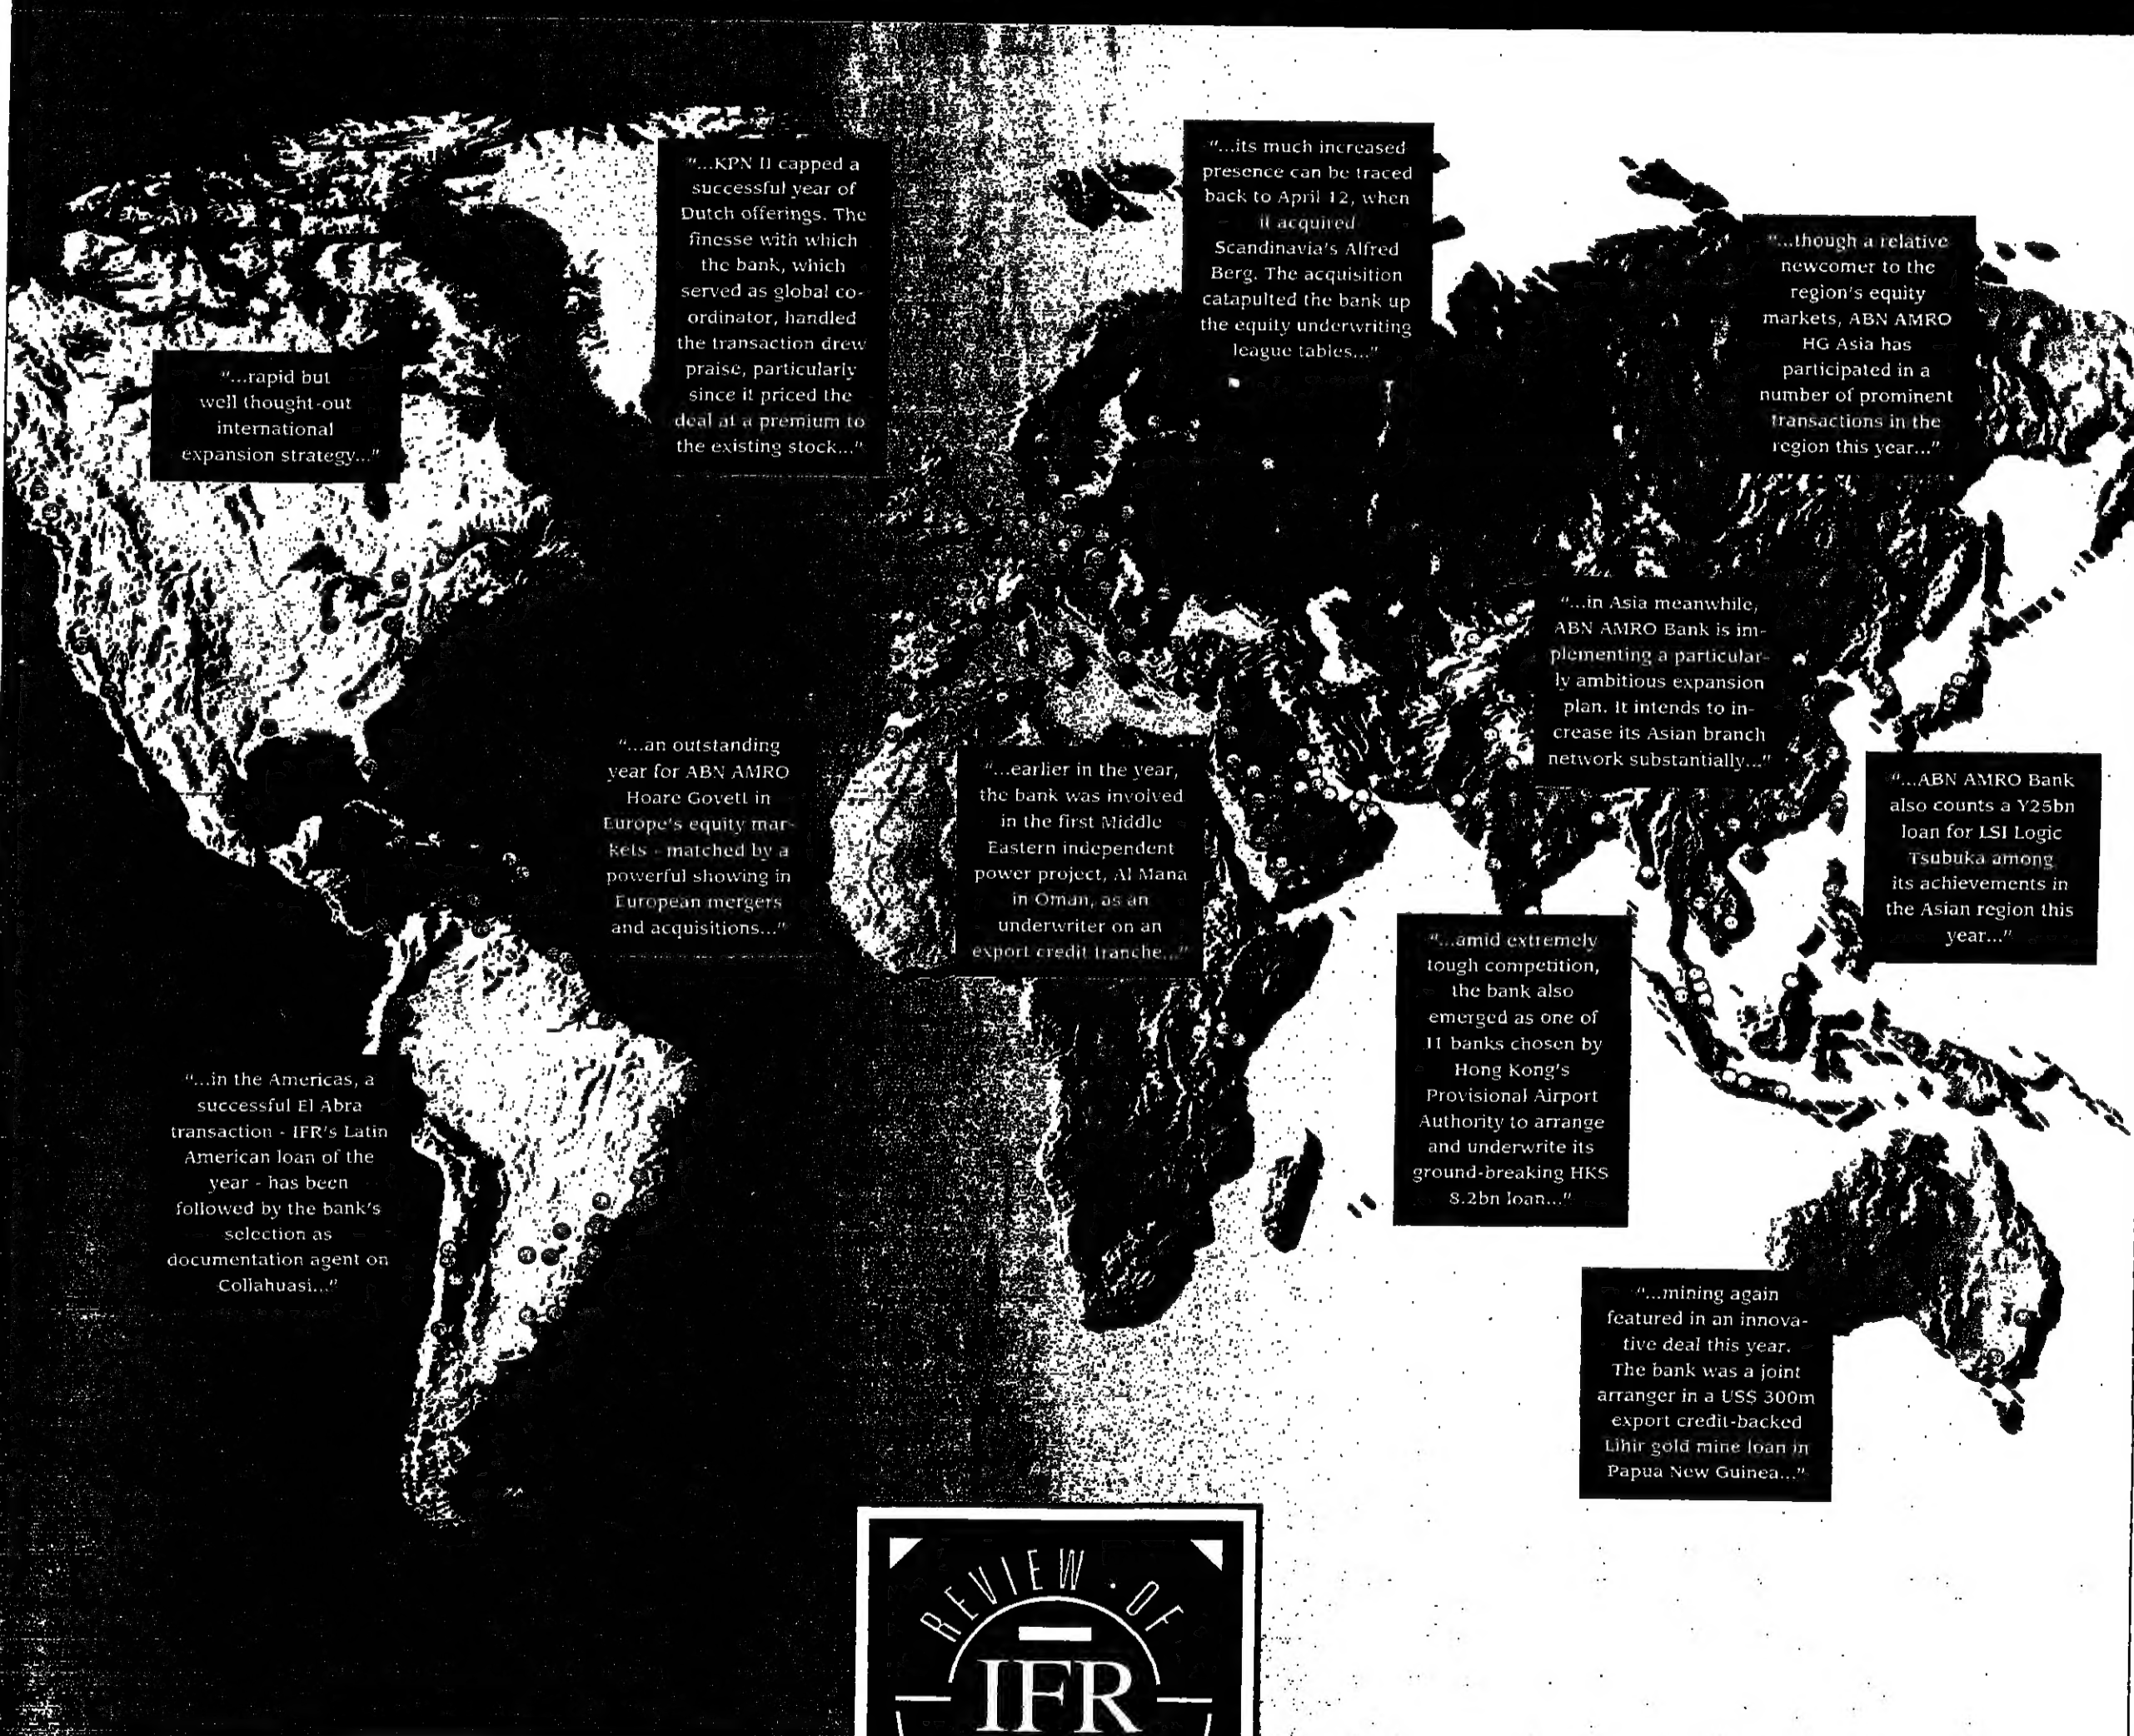 "...KPN II capped a
successful year of
Dutch offerings. The
finesse with which
the bank, which
served as global co-
ordinator, handled
the transaction drew
praise, particularly
since it priced the
deal at a premium to
the existing stock..."
"...its much increased
presence can be traced
back to April 12, when
it acquired
Scandinavia's Alfred
Berg. The acquisition
catapulted the bank up
the equity underwriting
league tables..."
"...though a relative
newcomer to the
region's equity
markets, ABN AMRO
HG Asia has
participated in a
number of prominent
transactions in the
region this year..."
"...rapid but
well thought-out
international
expansion strategy..."
"...in Asia meanwhile,
ABN AMRO Bank is im-
plementing a particular-
ly ambitious expansion
plan. It intends to in-
crease its Asian branch
network substantially..."
"...an outstanding
year for ABN AMRO
Hoare Govett in
Europe's equity mar-
kets - matched by a
powerful showing in
European mergers
and acquisitions..."
"...earlier in the year,
the bank was involved
in the first Middle
Eastern independent
power project, Al Mana
in Oman, as an
underwriter on an
export credit tranche..."
"...ABN AMRO Bank
also counts a Y25bn
loan for LSI Logic
Tsubuka among
its achievements in
the Asian region this
year..."
"...amid extremely
tough competition,
the bank also
emerged as one of
11 banks chosen by
Hong Kong's
Provisional Airport
Authority to arrange
and underwrite its
ground-breaking HK$
8.2bn loan..."
"...in the Americas, a
successful El Abra
transaction - IFR's Latin
American loan of the
year - has been
followed by the bank's
selection as
documentation agent on
Collahuasi..."
"...mining again
featured in an innova-
tive deal this year.
The bank was a joint
arranger in a US$ 300m
export credit-backed
Lihir gold mine loan in
Papua New Guinea..."
REVIEW · OF
IFR